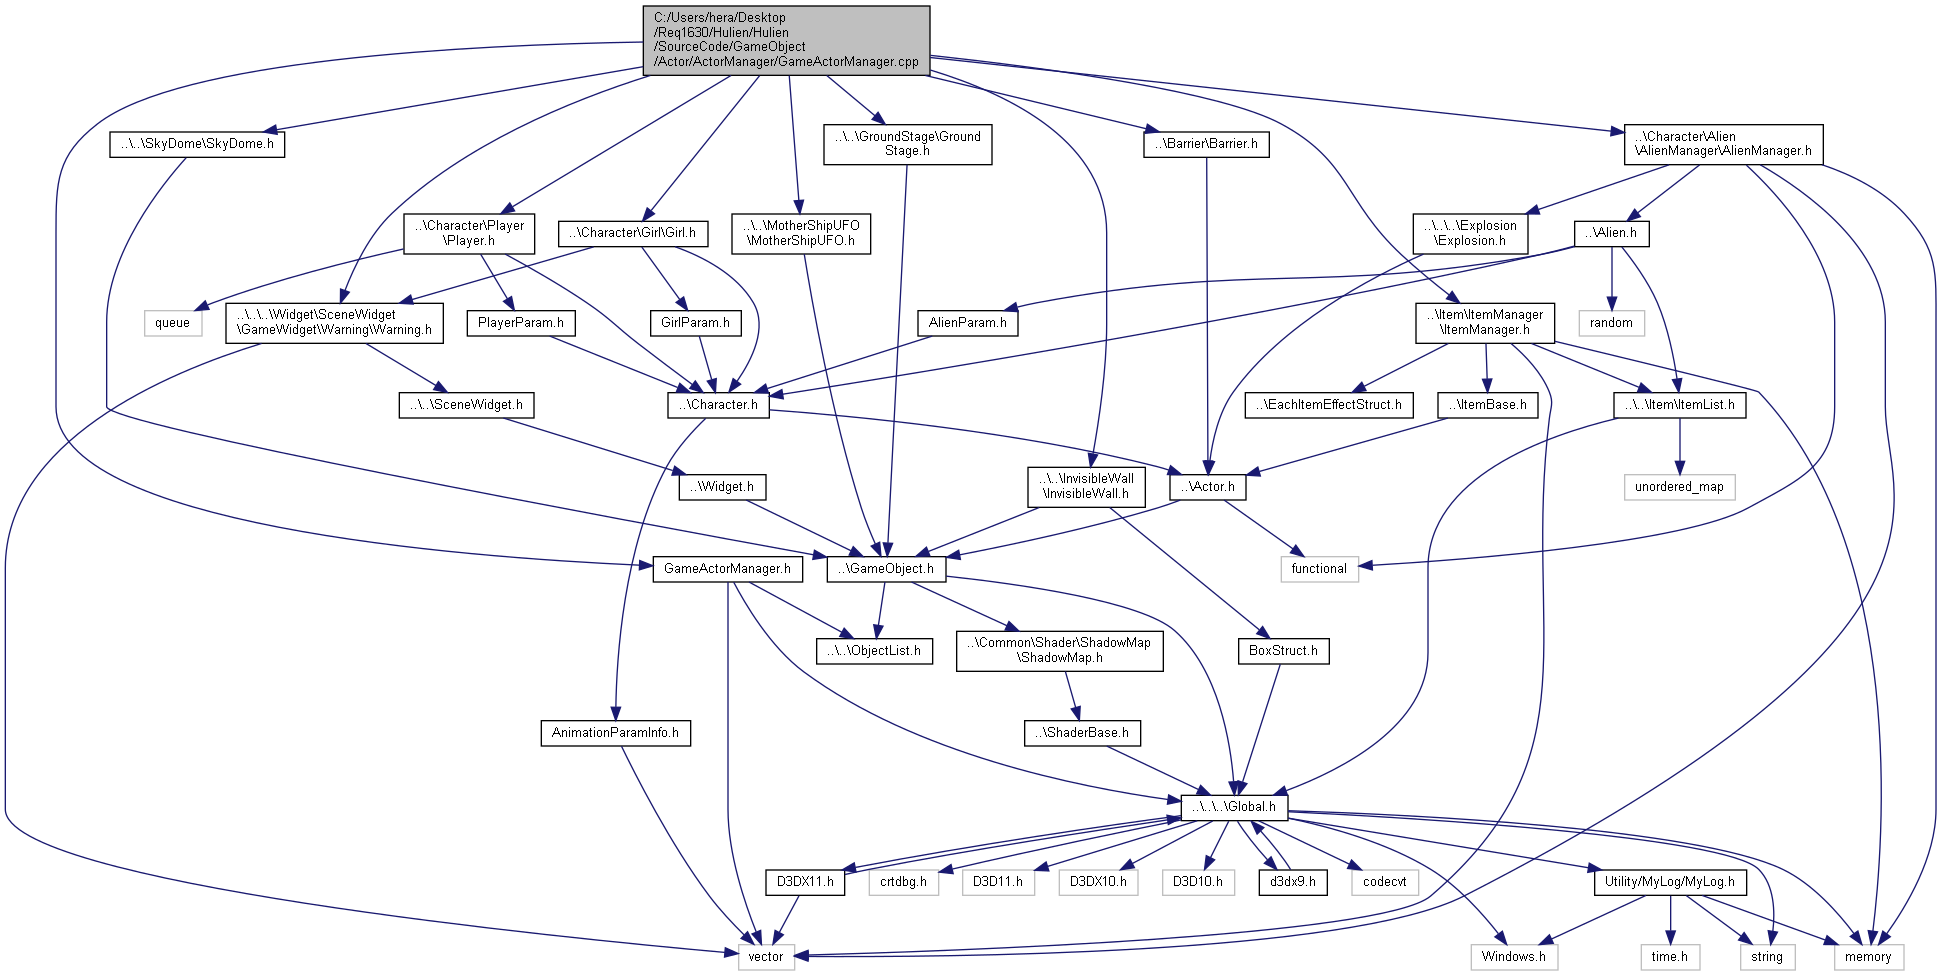 C:/Users/hera/Desktop
/Req1630/Hulien/Hulien
/SourceCode/GameObject
/Actor/ActorManager/GameActorManager.cpp
..\..\SkyDome\SkyDome.h
..\..\GroundStage\Ground
Stage.h
..\Barrier\Barrier.h
..\Character\Alien
\AlienManager\AlienManager.h
..\Character\Player
\Player.h
..\Character\Girl\Girl.h
..\..\MotherShipUFO
\MotherShipUFO.h
..\..\..\Explosion
\Explosion.h
..\Alien.h
queue
..\..\..\Widget\SceneWidget
\GameWidget\Warning\Warning.h
PlayerParam.h
GirlParam.h
AlienParam.h
..\Item\ItemManager
\ItemManager.h
random
..\..\SceneWidget.h
..\Character.h
..\EachItemEffectStruct.h
..\ItemBase.h
..\..\Item\ItemList.h
..\Widget.h
..\..\InvisibleWall
\InvisibleWall.h
..\Actor.h
unordered_map
GameActorManager.h
..\GameObject.h
functional
..\..\ObjectList.h
..\Common\Shader\ShadowMap
\ShadowMap.h
BoxStruct.h
AnimationParamInfo.h
..\ShaderBase.h
..\..\..\Global.h
D3DX11.h
crtdbg.h
D3D11.h
D3DX10.h
D3D10.h
d3dx9.h
codecvt
Utility/MyLog/MyLog.h
vector
Windows.h
time.h
string
memory